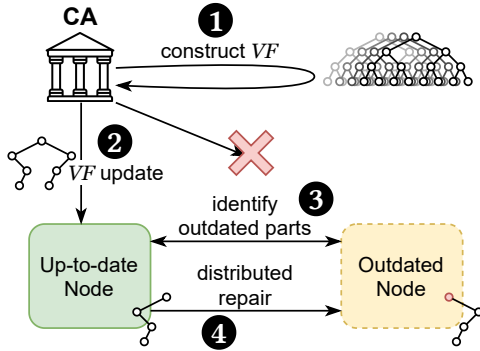 CA
1
construct VF
2
VF update
identify
outdated parts
3
Up-to-date
Node
distributed
repair
4
Outdated
Node